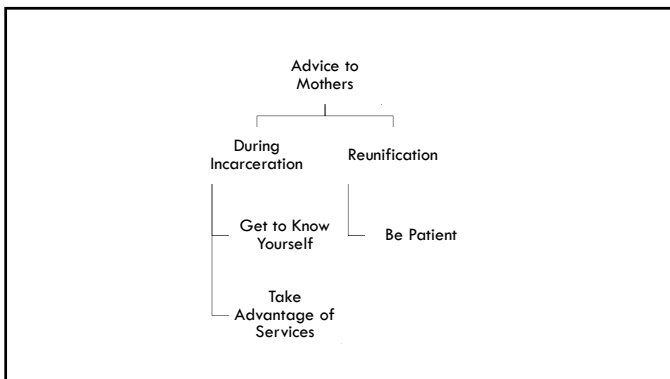 Advice to
Mothers
During
Incarceration
Reunification
Get to Know
Yourself
Be Patient
Take
Advantage of
Services